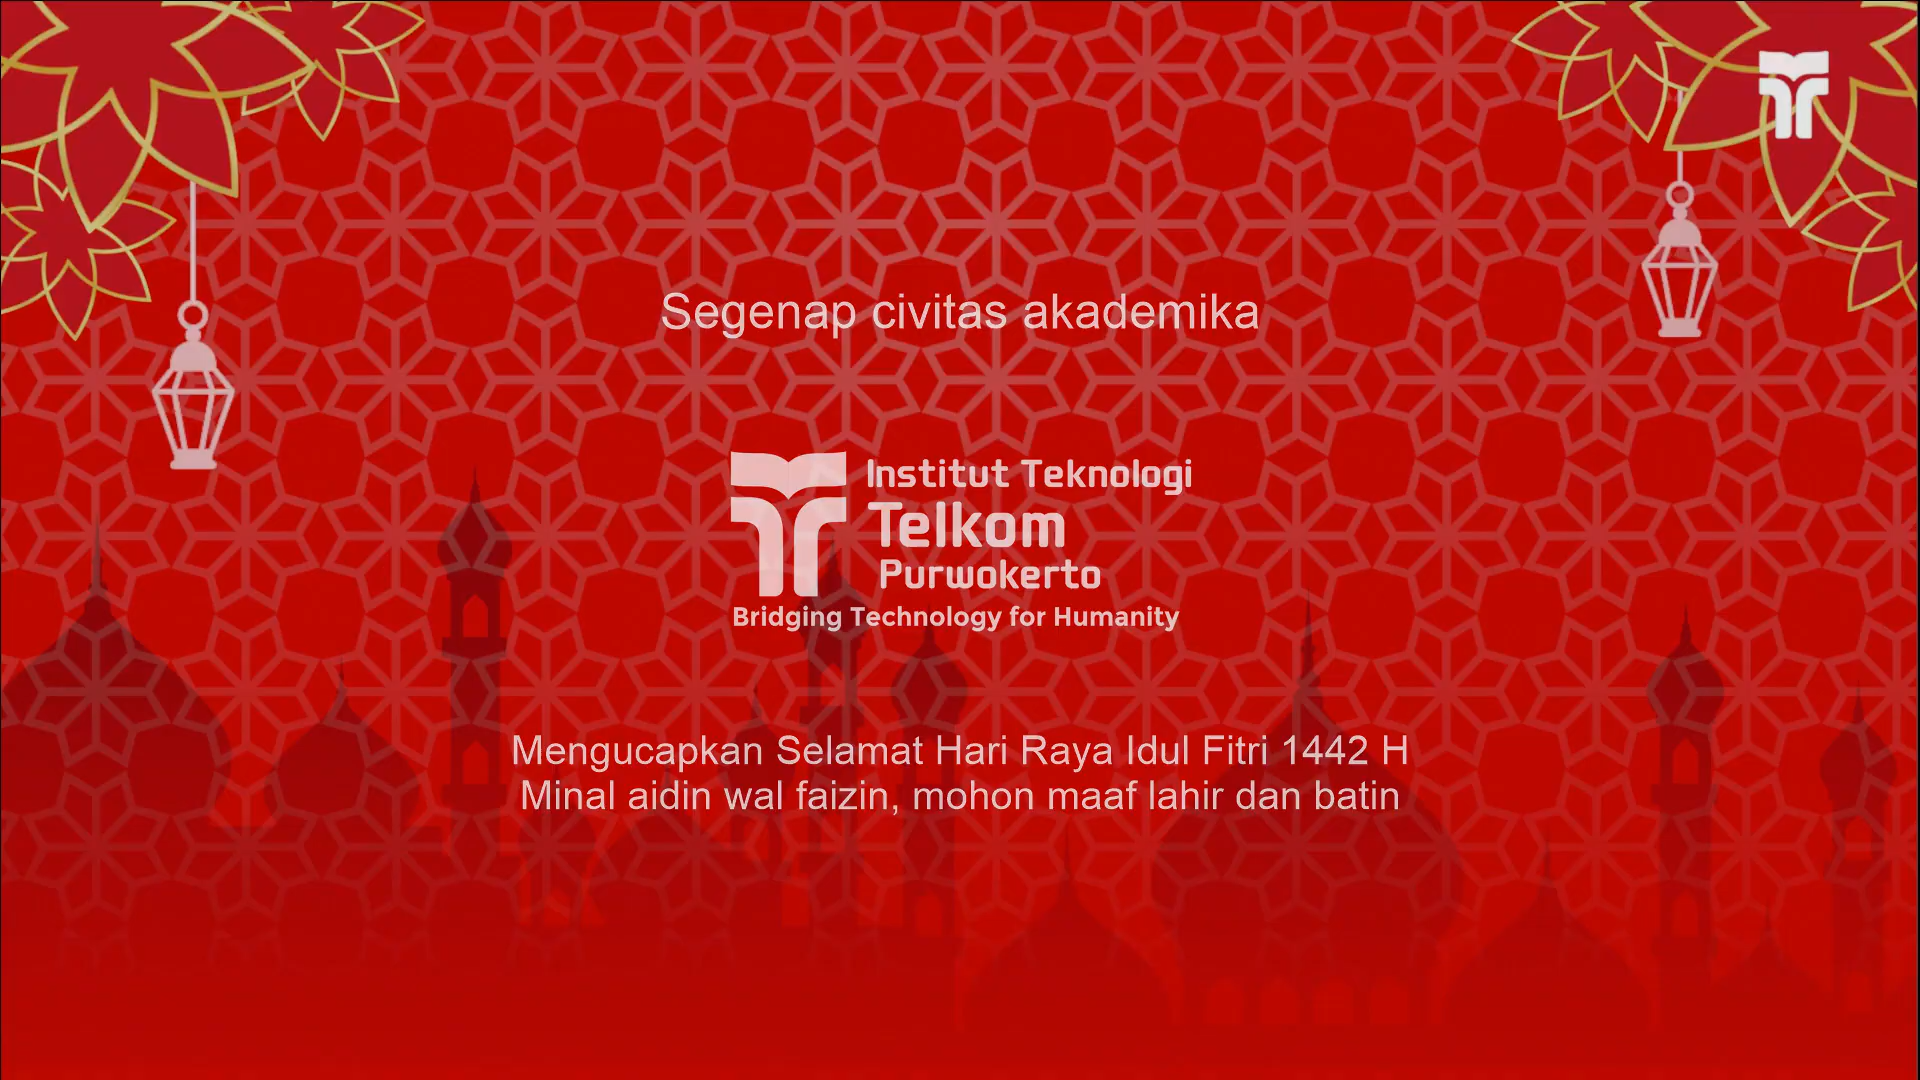 Segenap civitas akademika
Institut Teknologi
Telkom
Purwokerto
Bridging Technology for Humanity
Mengucapkan Selamat Hari Raya Idul Fitri 1442 H
Minal aidin wal faizin, mohon maaf lahir dan batin